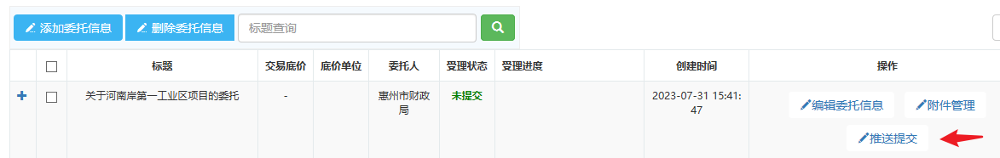 添加委托信息 删除委托信息 标题查询
标题 交易底价 底价单位 委托人 受理状态 受理进度 创建时间 操作
关于河南岸第一工业区项目的委托 - 惠州市财政 未提交 2023-07-31 15:41:
局 47
编辑委托信息 附件管理
推送提交